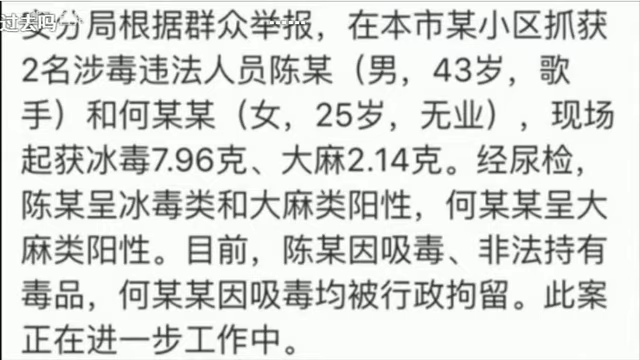 过去吗
安分局根据群众举报，在本市某小区抓获
2名涉毒违法人员陈某（男，43岁，歌
手）和何某某（女，25岁，无业），现场
起获冰毒7.96克、大麻2.14克。经尿检，
陈某呈冰毒类和大麻类阳性，何某某呈大
麻类阳性。目前，陈某因吸毒、非法持有
毒品，何某某因吸毒均被行政拘留。此案
正在进一步工作中。